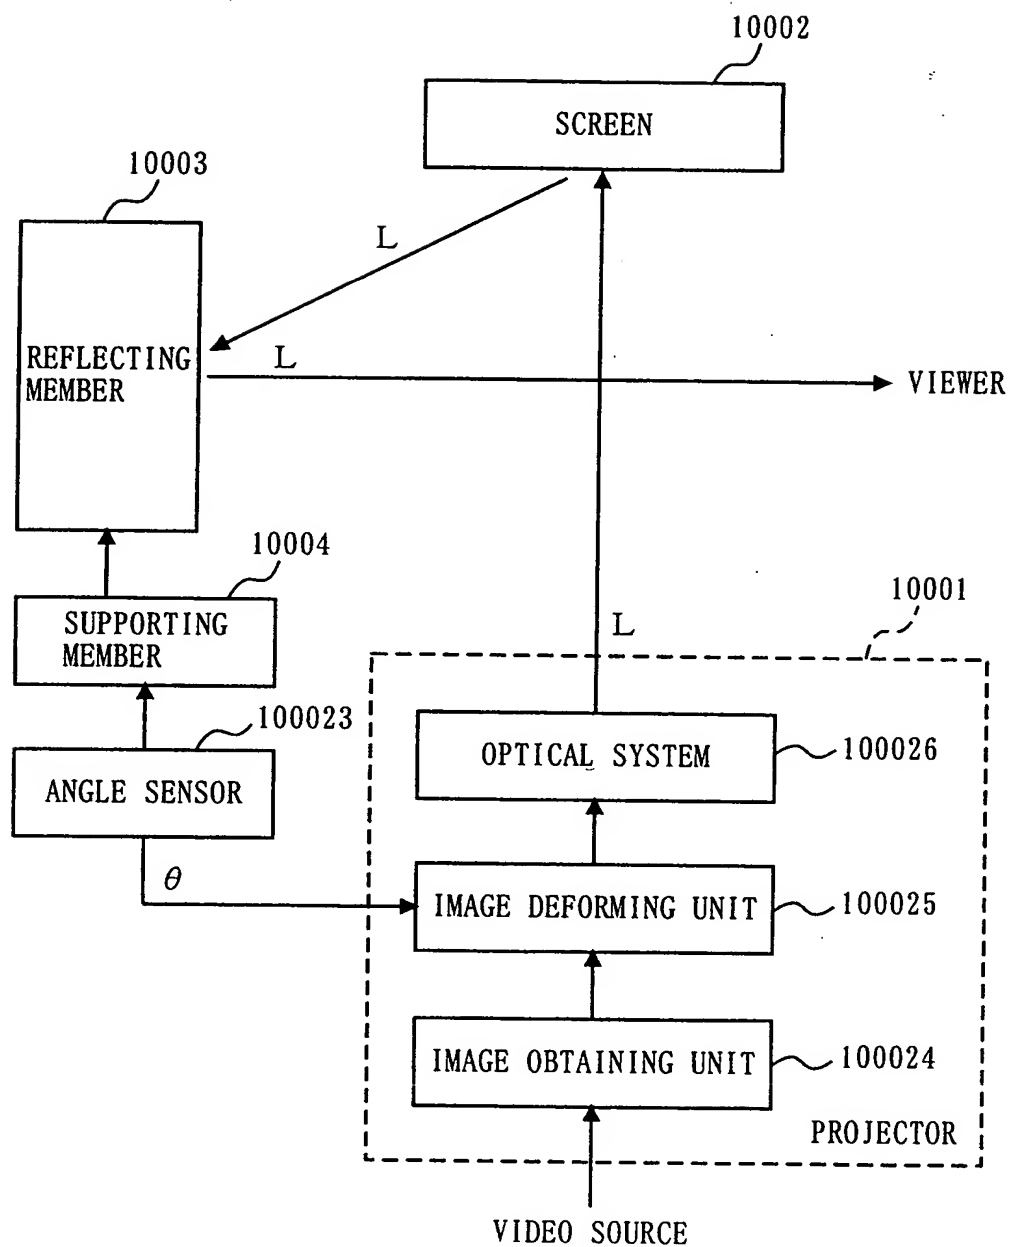 10002
SCREEN
10003
L
REFLECTING
MEMBER
L
VIEWER
10004
SUPPORTING
MEMBER
10001
L
100023
ANGLE SENSOR
OPTICAL SYSTEM
100026
θ
IMAGE DEFORMING UNIT
100025
IMAGE OBTAINING UNIT
100024
PROJECTOR
VIDEO SOURCE